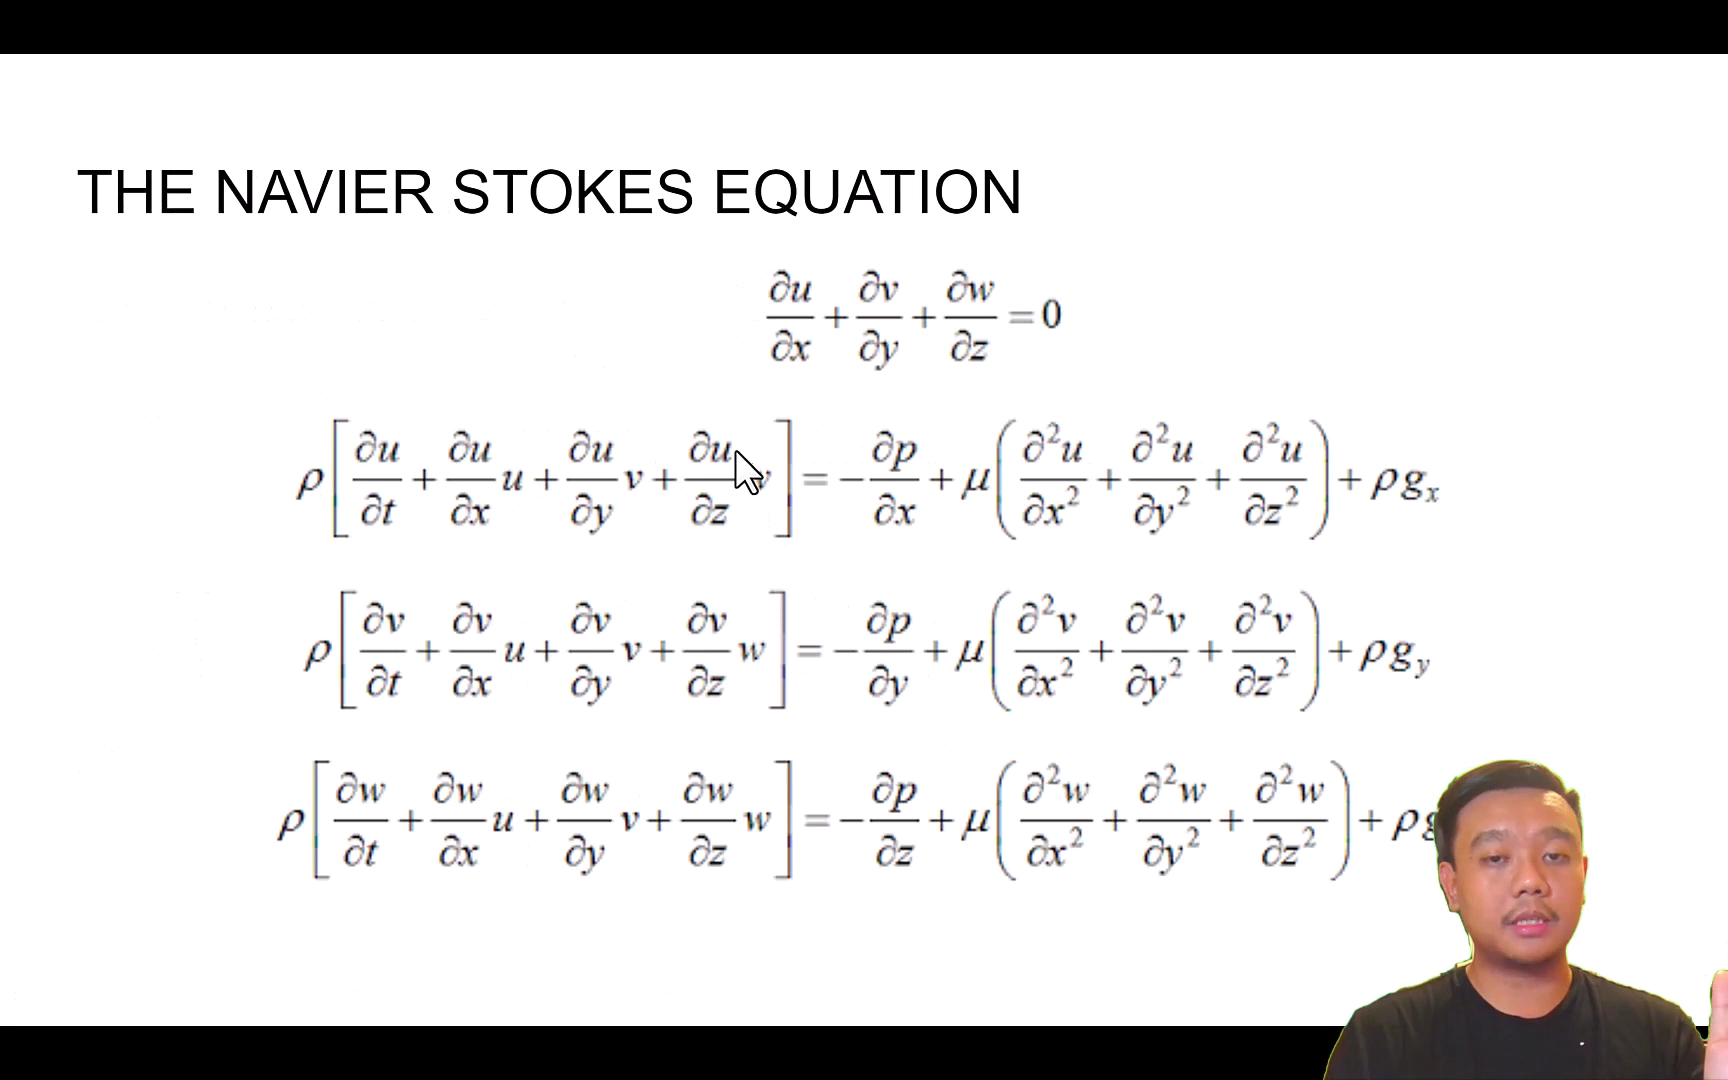 THE NAVIER STOKES EQUATION
∂u/∂x + ∂v/∂y + ∂w/∂z = 0
ρ[∂u/∂t + ∂u/∂x u + ∂u/∂y v + ∂u/∂z ] = −∂p/∂x + μ(∂²u/∂x² + ∂²u/∂y² + ∂²u/∂z²) + ρg_x
ρ[∂v/∂t + ∂v/∂x u + ∂v/∂y v + ∂v/∂z w] = −∂p/∂y + μ(∂²v/∂x² + ∂²v/∂y² + ∂²v/∂z²) + ρg_y
ρ[∂w/∂t + ∂w/∂x u + ∂w/∂y v + ∂w/∂z w] = −∂p/∂z + μ(∂²w/∂x² + ∂²w/∂y² + ∂²w/∂z²) + ρg